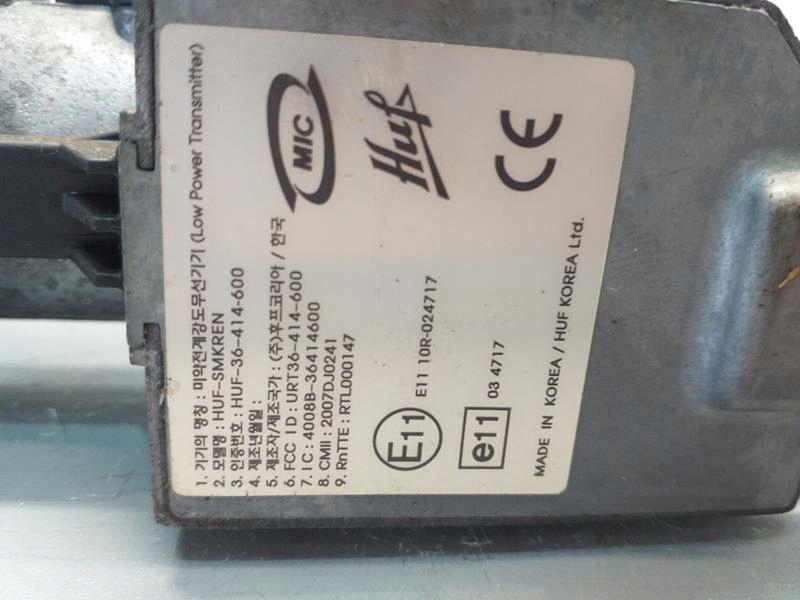 1. 기기의 명칭 : 미약전계강도무선기기 (Low Power Transmitter)
2. 모델명 : HUF-SMKREN
3. 인증번호 : HUF-36-414-600
4. 제조년월일 :
5. 제조자/제조국가 : (주)후프코리아 / 한국
6. FCC ID : URT36-414-600
7. IC : 4008B-36414600
8. CMII : 2007DJ0241
9. RnTTE : RTL000147
MIC
Huf
CE
E11 E11 10R-024717
e11 03 4717
MADE IN KOREA / HUF KOREA Ltd.